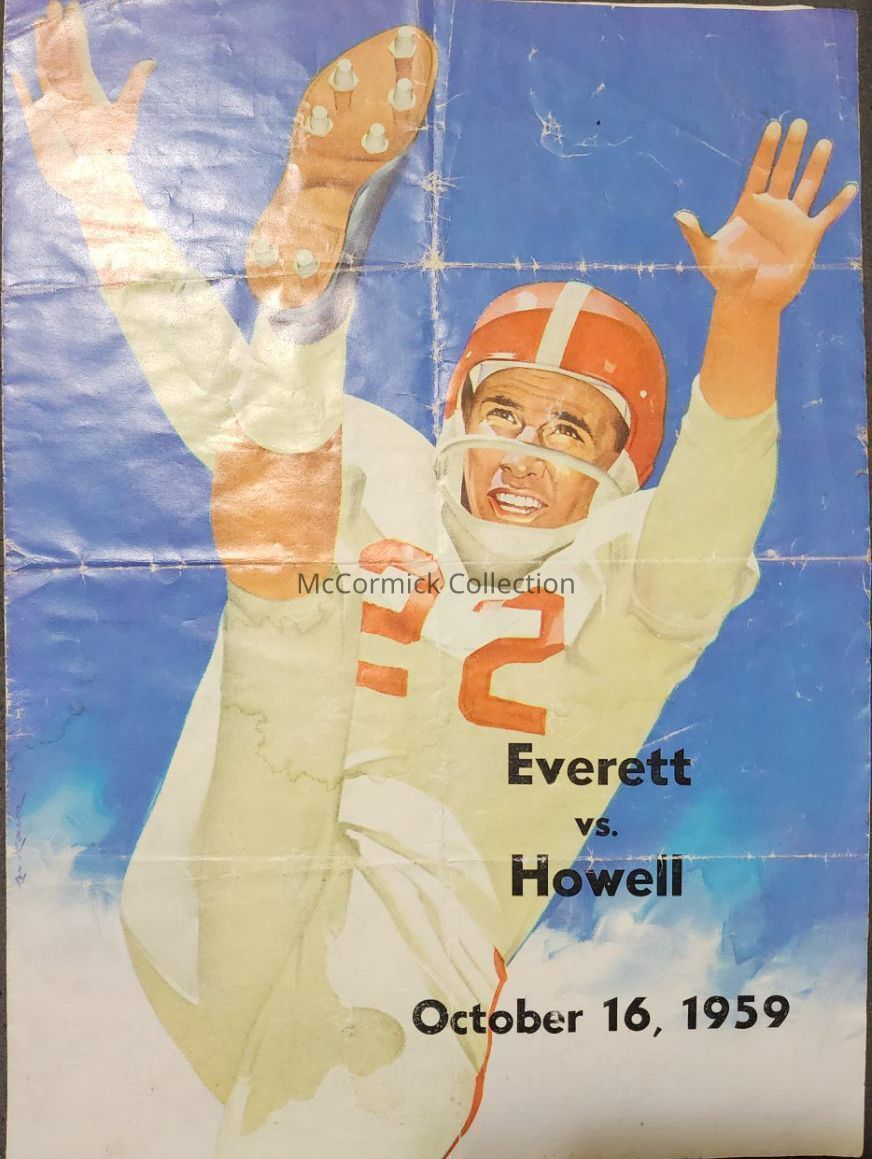 McCormick Collection
22
Everett
vs.
Howell
October 16, 1959